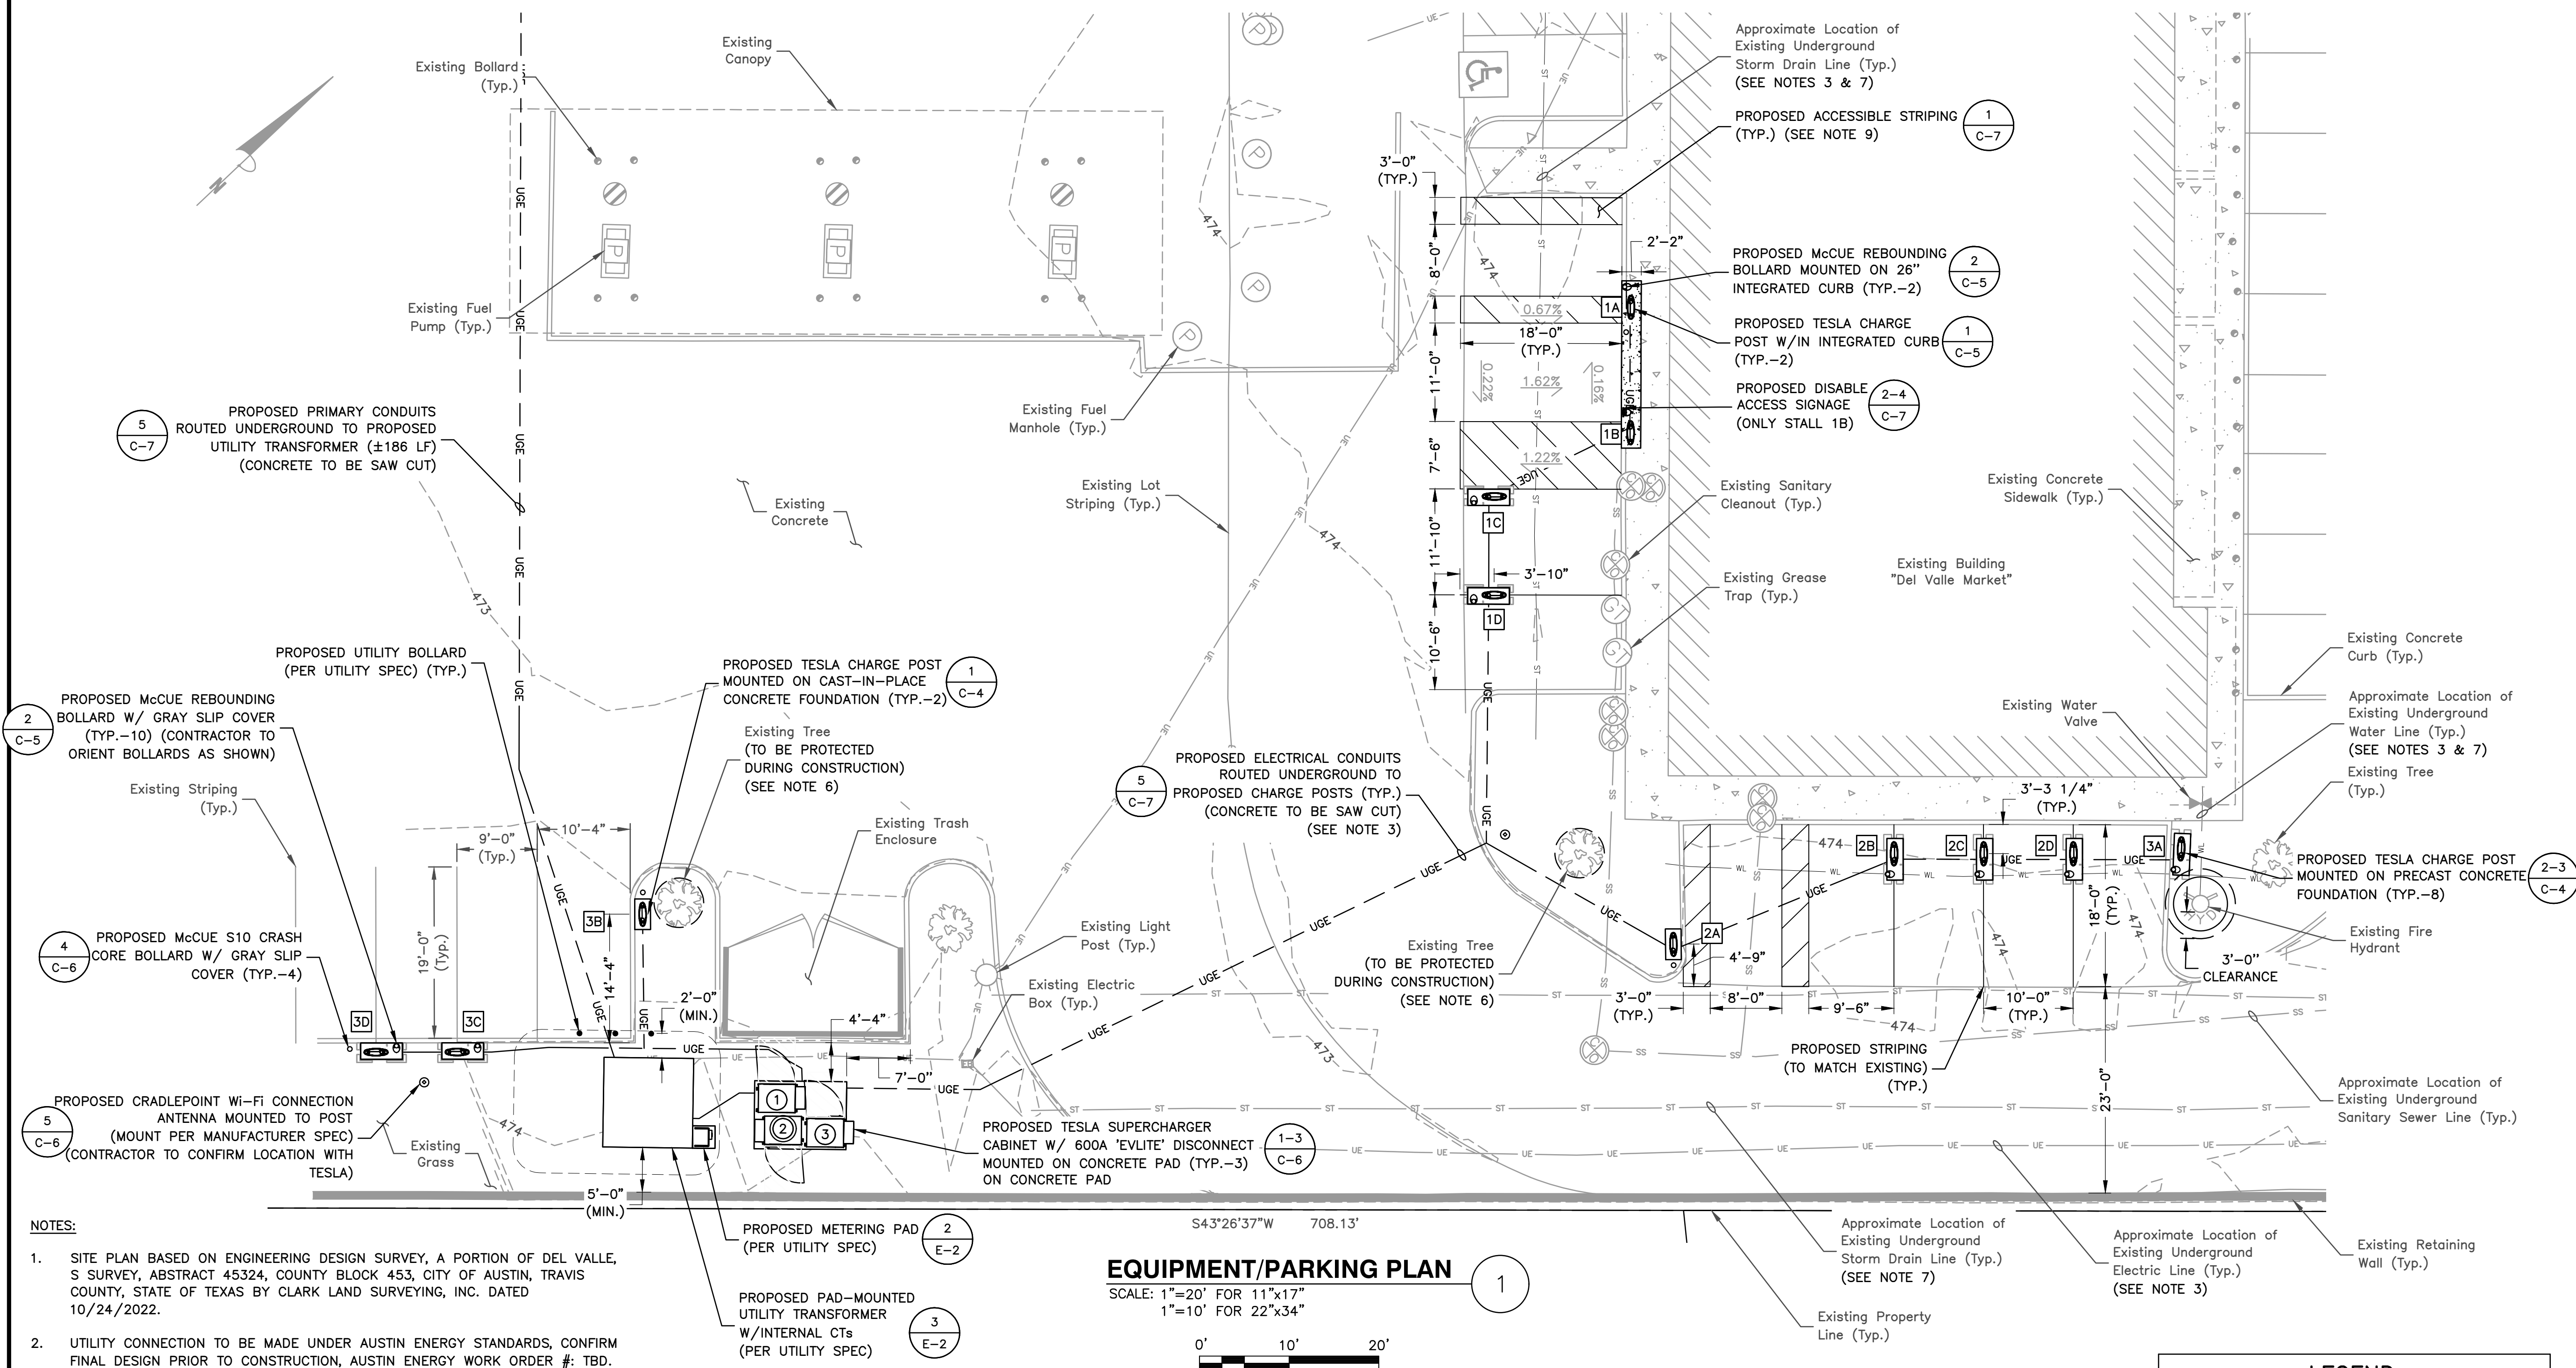 Existing Bollard
(Typ.)
Existing
Canopy
N
Existing Fuel
Pump (Typ.)
Existing Fuel
Manhole (Typ.)
Existing Lot
Striping (Typ.)
Existing
Concrete
Approximate Location of
Existing Underground
Storm Drain Line (Typ.)
(SEE NOTES 3 & 7)
PROPOSED ACCESSIBLE STRIPING
(TYP.) (SEE NOTE 9)
1
C-7
PROPOSED McCUE REBOUNDING
BOLLARD MOUNTED ON 26"
INTEGRATED CURB (TYP.-2)
2
C-5
PROPOSED TESLA CHARGE
POST W/IN INTEGRATED CURB
(TYP.-2)
1
C-5
PROPOSED DISABLE
ACCESS SIGNAGE
(ONLY STALL 1B)
2-4
C-7
3'-0"
(TYP.)
8'-0"
11'-0"
7'-6"
11'-10"
10'-6"
2'-2"
18'-0"
(TYP.)
3'-10"
0.67%
1.62%
0.22%
0.16%
1.22%
1A
1B
1C
1D
474
474
474
Existing Sanitary
Cleanout (Typ.)
Existing Grease
Trap (Typ.)
Existing Building
"Del Valle Market"
Existing Concrete
Sidewalk (Typ.)
Existing Concrete
Curb (Typ.)
Existing Water
Valve
Approximate Location of
Existing Underground
Water Line (Typ.)
(SEE NOTES 3 & 7)
Existing Tree
(Typ.)
PROPOSED TESLA CHARGE POST
MOUNTED ON PRECAST CONCRETE
FOUNDATION (TYP.-8)
2-3
C-4
Existing Fire
Hydrant
3'-0"
CLEARANCE
3'-3 1/4"
(TYP.)
18'-0"
(TYP.)
2A
2B
2C
2D
3A
4'-9"
3'-0"
(TYP.)
8'-0"
9'-6"
10'-0"
(TYP.)
23'-0"
474
474
474
474
PROPOSED STRIPING
(TO MATCH EXISTING)
(TYP.)
Approximate Location of
Existing Underground
Sanitary Sewer Line (Typ.)
5
C-7
PROPOSED PRIMARY CONDUITS
ROUTED UNDERGROUND TO PROPOSED
UTILITY TRANSFORMER (±186 LF)
(CONCRETE TO BE SAW CUT)
UGE
UGE
UGE
UGE
UGE
UGE
473
PROPOSED UTILITY BOLLARD
(PER UTILITY SPEC) (TYP.)
2
C-5
PROPOSED McCUE REBOUNDING
BOLLARD W/ GRAY SLIP COVER
(TYP.-10) (CONTRACTOR TO
ORIENT BOLLARDS AS SHOWN)
Existing Striping
(Typ.)
PROPOSED TESLA CHARGE POST
MOUNTED ON CAST-IN-PLACE
CONCRETE FOUNDATION (TYP.-2)
1
C-4
Existing Tree
(TO BE PROTECTED
DURING CONSTRUCTION)
(SEE NOTE 6)
Existing Trash
Enclosure
5
C-7
PROPOSED ELECTRICAL CONDUITS
ROUTED UNDERGROUND TO
PROPOSED CHARGE POSTS (TYP.)
(CONCRETE TO BE SAW CUT)
(SEE NOTE 3)
9'-0"
(Typ.)
10'-4"
19'-0"
(Typ.)
14'-4"
2'-0"
(MIN.)
4'-4"
7'-0"
5'-0"
(MIN.)
3B
3C
3D
4
C-6
PROPOSED McCUE S10 CRASH
CORE BOLLARD W/ GRAY SLIP
COVER (TYP.-4)
Existing Light
Post (Typ.)
Existing Electric
Box (Typ.)
Existing Tree
(TO BE PROTECTED
DURING CONSTRUCTION)
(SEE NOTE 6)
473
5
C-6
PROPOSED CRADLEPOINT Wi-Fi CONNECTION
ANTENNA MOUNTED TO POST
(MOUNT PER MANUFACTURER SPEC)
(CONTRACTOR TO CONFIRM LOCATION WITH
TESLA)
Existing
Grass
474
1
2
3
PROPOSED TESLA SUPERCHARGER
CABINET W/ 600A 'EVLITE' DISCONNECT
MOUNTED ON CONCRETE PAD (TYP.-3)
ON CONCRETE PAD
1-3
C-6
PROPOSED METERING PAD
(PER UTILITY SPEC)
2
E-2
PROPOSED PAD-MOUNTED
UTILITY TRANSFORMER
W/INTERNAL CTs
(PER UTILITY SPEC)
3
E-2
S43°26'37"W 708.13'
Approximate Location of
Existing Underground
Storm Drain Line (Typ.)
(SEE NOTE 7)
Approximate Location of
Existing Underground
Electric Line (Typ.)
(SEE NOTE 3)
Existing Retaining
Wall (Typ.)
Existing Property
Line (Typ.)
NOTES:
1. SITE PLAN BASED ON ENGINEERING DESIGN SURVEY, A PORTION OF DEL VALLE,
S SURVEY, ABSTRACT 45324, COUNTY BLOCK 453, CITY OF AUSTIN, TRAVIS
COUNTY, STATE OF TEXAS BY CLARK LAND SURVEYING, INC. DATED
10/24/2022.
2. UTILITY CONNECTION TO BE MADE UNDER AUSTIN ENERGY STANDARDS, CONFIRM
FINAL DESIGN PRIOR TO CONSTRUCTION, AUSTIN ENERGY WORK ORDER #: TBD.
EQUIPMENT/PARKING PLAN
1
SCALE: 1"=20' FOR 11"x17"
1"=10' FOR 22"x34"
0' 10' 20'